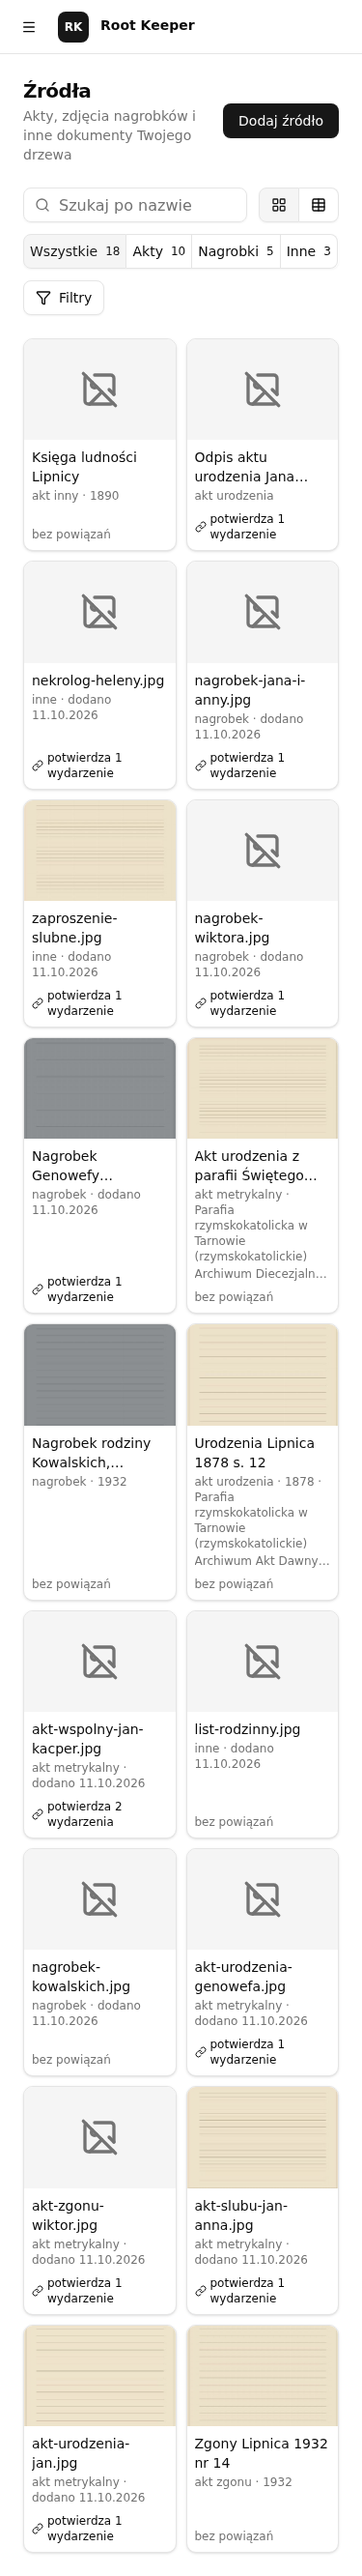 RK Root Keeper
Źródła
Akty, zdjęcia nagrobków i
inne dokumenty Twojego
drzewa
Dodaj źródło
Szukaj po nazwie
Wszystkie 18 Akty 10 Nagrobki 5 Inne 3
Filtry
Księga ludności
Lipnicy
akt inny · 1890
bez powiązań
Odpis aktu
urodzenia Jana…
akt urodzenia
potwierdza 1
wydarzenie
nekrolog-heleny.jpg
inne · dodano
11.10.2026
potwierdza 1
wydarzenie
nagrobek-jana-i-
anny.jpg
nagrobek · dodano
11.10.2026
potwierdza 1
wydarzenie
zaproszenie-
slubne.jpg
inne · dodano
11.10.2026
potwierdza 1
wydarzenie
nagrobek-
wiktora.jpg
nagrobek · dodano
11.10.2026
potwierdza 1
wydarzenie
Nagrobek
Genowefy…
nagrobek · dodano
11.10.2026
potwierdza 1
wydarzenie
Akt urodzenia z
parafii Świętego…
akt metrykalny ·
Parafia
rzymskokatolicka w
Tarnowie
(rzymskokatolickie)
Archiwum Diecezjaln…
bez powiązań
Nagrobek rodziny
Kowalskich,…
nagrobek · 1932
bez powiązań
Urodzenia Lipnica
1878 s. 12
akt urodzenia · 1878 ·
Parafia
rzymskokatolicka w
Tarnowie
(rzymskokatolickie)
Archiwum Akt Dawny…
bez powiązań
akt-wspolny-jan-
kacper.jpg
akt metrykalny ·
dodano 11.10.2026
potwierdza 2
wydarzenia
list-rodzinny.jpg
inne · dodano
11.10.2026
bez powiązań
nagrobek-
kowalskich.jpg
nagrobek · dodano
11.10.2026
bez powiązań
akt-urodzenia-
genowefa.jpg
akt metrykalny ·
dodano 11.10.2026
potwierdza 1
wydarzenie
akt-zgonu-
wiktor.jpg
akt metrykalny ·
dodano 11.10.2026
potwierdza 1
wydarzenie
akt-slubu-jan-
anna.jpg
akt metrykalny ·
dodano 11.10.2026
potwierdza 1
wydarzenie
akt-urodzenia-
jan.jpg
akt metrykalny ·
dodano 11.10.2026
potwierdza 1
wydarzenie
Zgony Lipnica 1932
nr 14
akt zgonu · 1932
bez powiązań